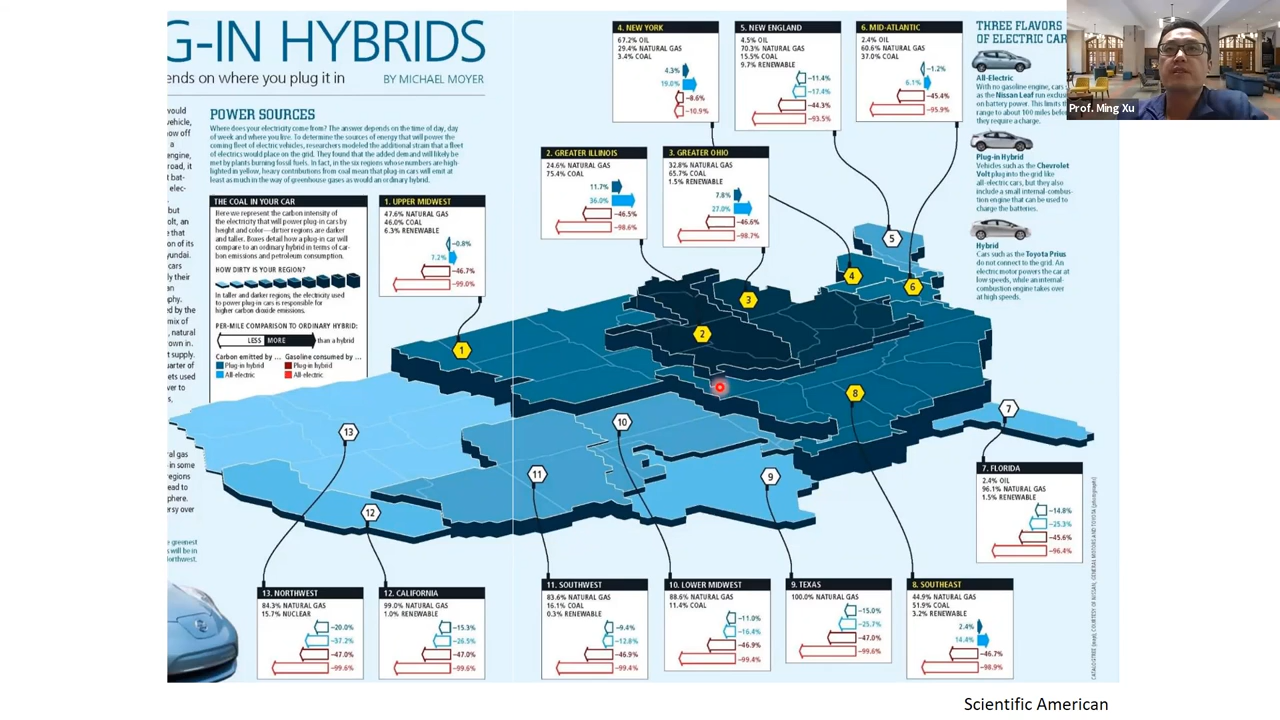 G-IN HYBRIDS
ends on where you plug it in
BY MICHAEL MOYER
POWER SOURCES
Where does your electricity come from? The answer depends on the time of day, day
of week and where you live. To determine the sources of energy that will power the
coming fleet of electric vehicles, researchers modeled the additional strain that a fleet
of electrics would place on the grid. They found that the added demand will likely be
met by plants burning fossil fuels. In fact, in the six regions whose numbers are high-
lighted in yellow, heavy contributions from coal mean that plug-in cars will emit at
least as much in the way of greenhouse gases as would an ordinary hybrid.
THE COAL IN YOUR CAR
Here we represent the carbon intensity of
the electricity that will power plug-in cars by
height and color—dirtier regions are darker
and taller. Boxes detail how a plug-in car will
compare to an ordinary hybrid in terms of car-
bon emissions and petroleum consumption.
HOW DIRTY IS YOUR REGION?
In taller and darker regions, the electricity used
to power plug-in cars is responsible for
higher carbon dioxide emissions.
PER-MILE COMPARISON TO ORDINARY HYBRID:
LESS MORE than a hybrid
Carbon emitted by ... Gasoline consumed by ...
Plug-in hybrid Plug-in hybrid
All-electric All-electric
1. UPPER MIDWEST
47.6% NATURAL GAS
46.0% COAL
6.3% RENEWABLE
-0.8%
7.2%
-46.7%
-99.0%
2. GREATER ILLINOIS
24.6% NATURAL GAS
75.4% COAL
11.7%
36.0%
-46.5%
-98.6%
3. GREATER OHIO
32.8% NATURAL GAS
65.7% COAL
1.5% RENEWABLE
7.8%
27.0%
-46.6%
-98.7%
4. NEW YORK
67.2% OIL
29.4% NATURAL GAS
3.4% COAL
4.3%
19.0%
-8.6%
-10.9%
5. NEW ENGLAND
4.5% OIL
70.3% NATURAL GAS
15.5% COAL
9.7% RENEWABLE
-11.4%
-17.4%
-44.3%
-93.5%
6. MID-ATLANTIC
2.4% OIL
60.6% NATURAL GAS
37.0% COAL
-1.2%
6.1%
-45.4%
-95.9%
THREE FLAVORS
OF ELECTRIC CAR
All-Electric
With no gasoline engine, cars
as the Nissan Leaf run exclus
on battery power. This limits
range to about 100 miles before
they require a charge.
Plug-in Hybrid
Vehicles such as the Chevrolet
Volt plug into the grid like
all-electric cars, but they also
include a small internal-combus-
tion engine that can be used to
charge the batteries.
Hybrid
Cars such as the Toyota Prius
do not connect to the grid. An
electric motor powers the car at
low speeds, while an internal-
combustion engine takes over
at high speeds.
Prof. Ming Xu
1
2
3
4
5
6
7
8
9
10
11
12
13
7. FLORIDA
2.4% OIL
96.1% NATURAL GAS
1.5% RENEWABLE
-14.8%
-25.3%
-45.6%
-96.4%
13. NORTHWEST
84.3% NATURAL GAS
15.7% NUCLEAR
-20.0%
-37.2%
-47.0%
-99.6%
12. CALIFORNIA
99.0% NATURAL GAS
1.0% RENEWABLE
-15.3%
-26.5%
-47.0%
-99.6%
11. SOUTHWEST
83.6% NATURAL GAS
16.1% COAL
0.3% RENEWABLE
-9.4%
-12.8%
-46.9%
-99.4%
10. LOWER MIDWEST
88.6% NATURAL GAS
11.4% COAL
-11.0%
-16.4%
-46.9%
-99.4%
9. TEXAS
100.0% NATURAL GAS
-15.0%
-25.7%
-47.0%
-99.6%
8. SOUTHEAST
44.9% NATURAL GAS
51.9% COAL
3.2% RENEWABLE
2.4%
14.4%
-46.7%
-98.9%
Scientific American